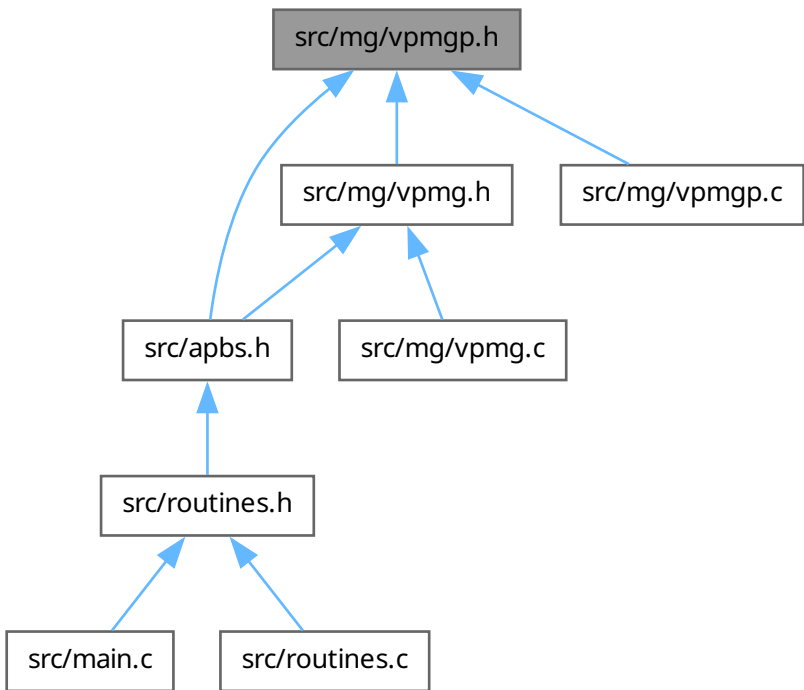 src/mg/vpmgp.h
src/mg/vpmg.h
src/mg/vpmgp.c
src/apbs.h
src/mg/vpmg.c
src/routines.h
src/main.c
src/routines.c